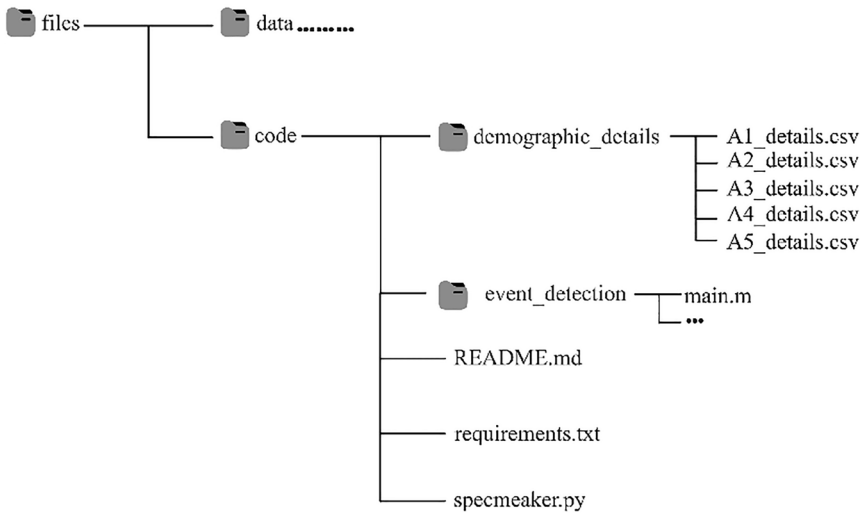 files
data.........
code
demographic_details
A1_details.csv
A2_details.csv
A3_details.csv
A4_details.csv
A5_details.csv
event_detection
main.m
...
README.md
requirements.txt
specmeaker.py